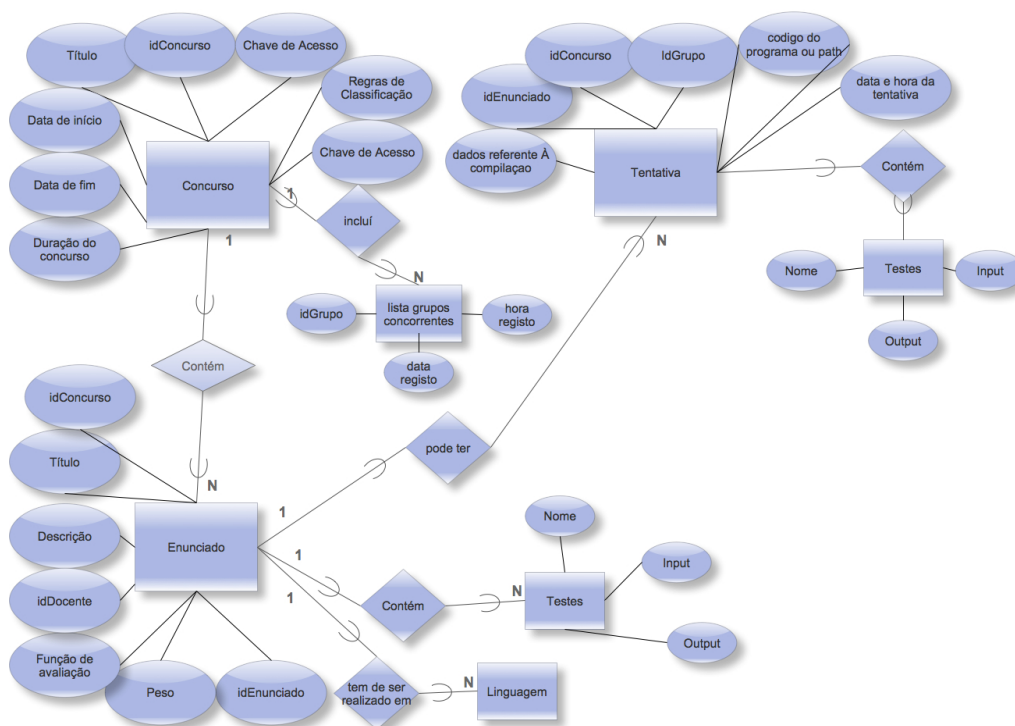 Título
idConcurso
Chave de Acesso
Regras de
Classificação
Data de início
Chave de Acesso
Concurso
Data de fim
Duração do
concurso
1
1
incluí
N
lista grupos
concorrentes
idGrupo
hora
registo
data
registo
Contém
N
idConcurso
IdGrupo
codigo do
programa ou path
idEnunciado
data e hora da
tentativa
dados referente À
compilaçao
Tentativa
Contém
N
Nome
Testes
Input
Output
pode ter
1
idConcurso
Título
Descrição
Enunciado
idDocente
Função de
avaliação
Peso
idEnunciado
1
1
Contém
N
Nome
Testes
Input
Output
tem de ser
realizado em
N
Linguagem